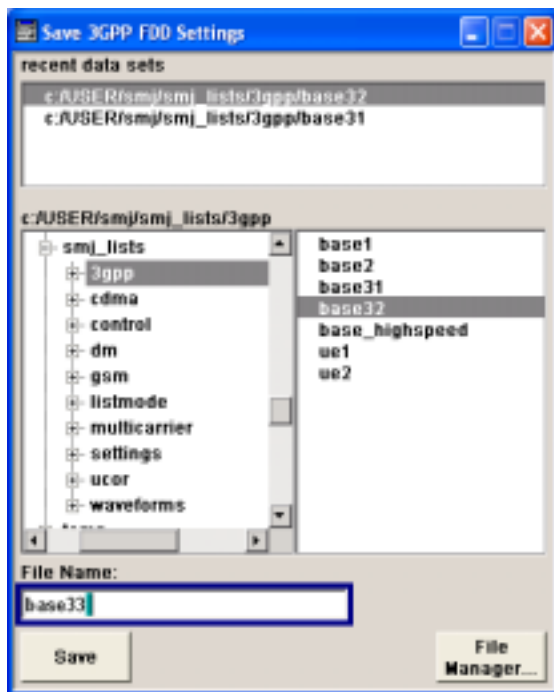 Save 3GPP FDD Settings
recent data sets
c:/USER/smj/smj_lists/3gpp/base32
c:/USER/smj/smj_lists/3gpp/base31
c:/USER/smj/smj_lists/3gpp
smj_lists
3gpp
cdma
control
dm
gsm
listmode
multicarrier
settings
ucor
waveforms
base1
base2
base31
base32
base_highspeed
ue1
ue2
File Name:
base33
Save
File
Manager....